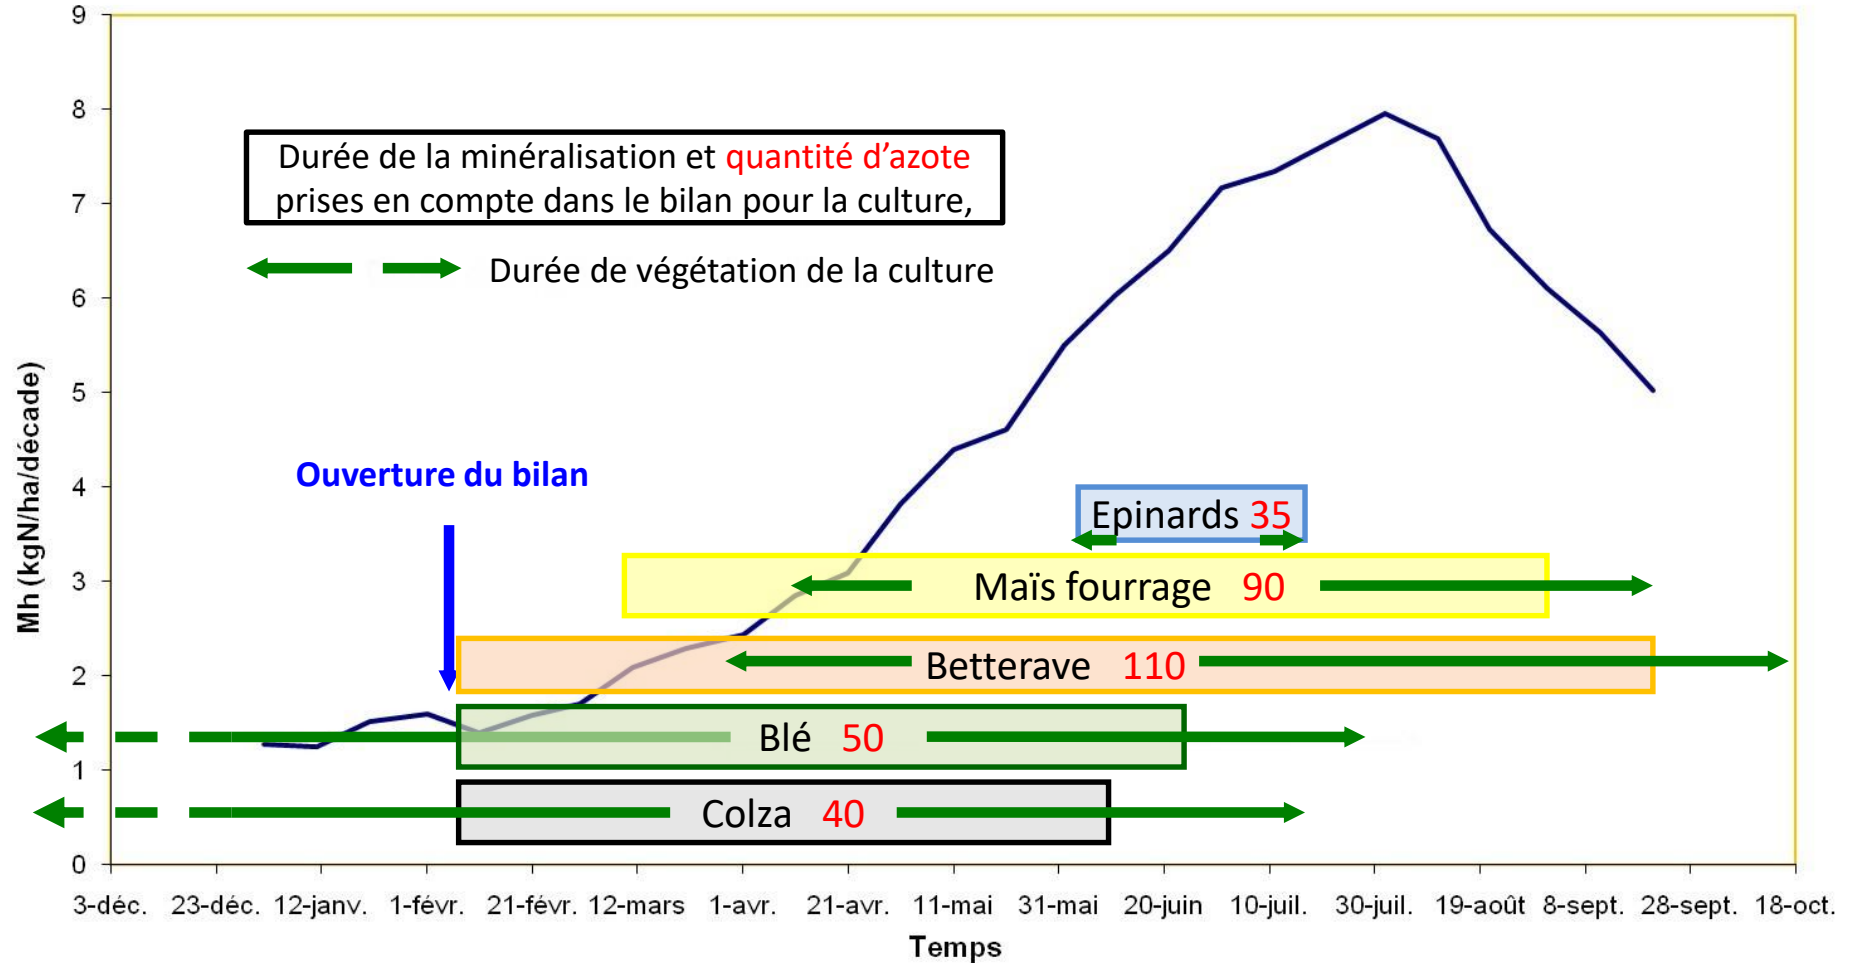 9
8
7
6
5
4
3
2
1
0
Mh (kgN/ha/décade)
Durée de la minéralisation et quantité d’azote
prises en compte dans le bilan pour la culture,
Durée de végétation de la culture
Ouverture du bilan
Epinards 35
Maïs fourrage 90
Betterave 110
Blé 50
Colza 40
3-déc. 23-déc. 12-janv. 1-févr. 21-févr. 12-mars 1-avr. 21-avr. 11-mai 31-mai 20-juin 10-juil. 30-juil. 19-août 8-sept. 28-sept. 18-oct.
Temps